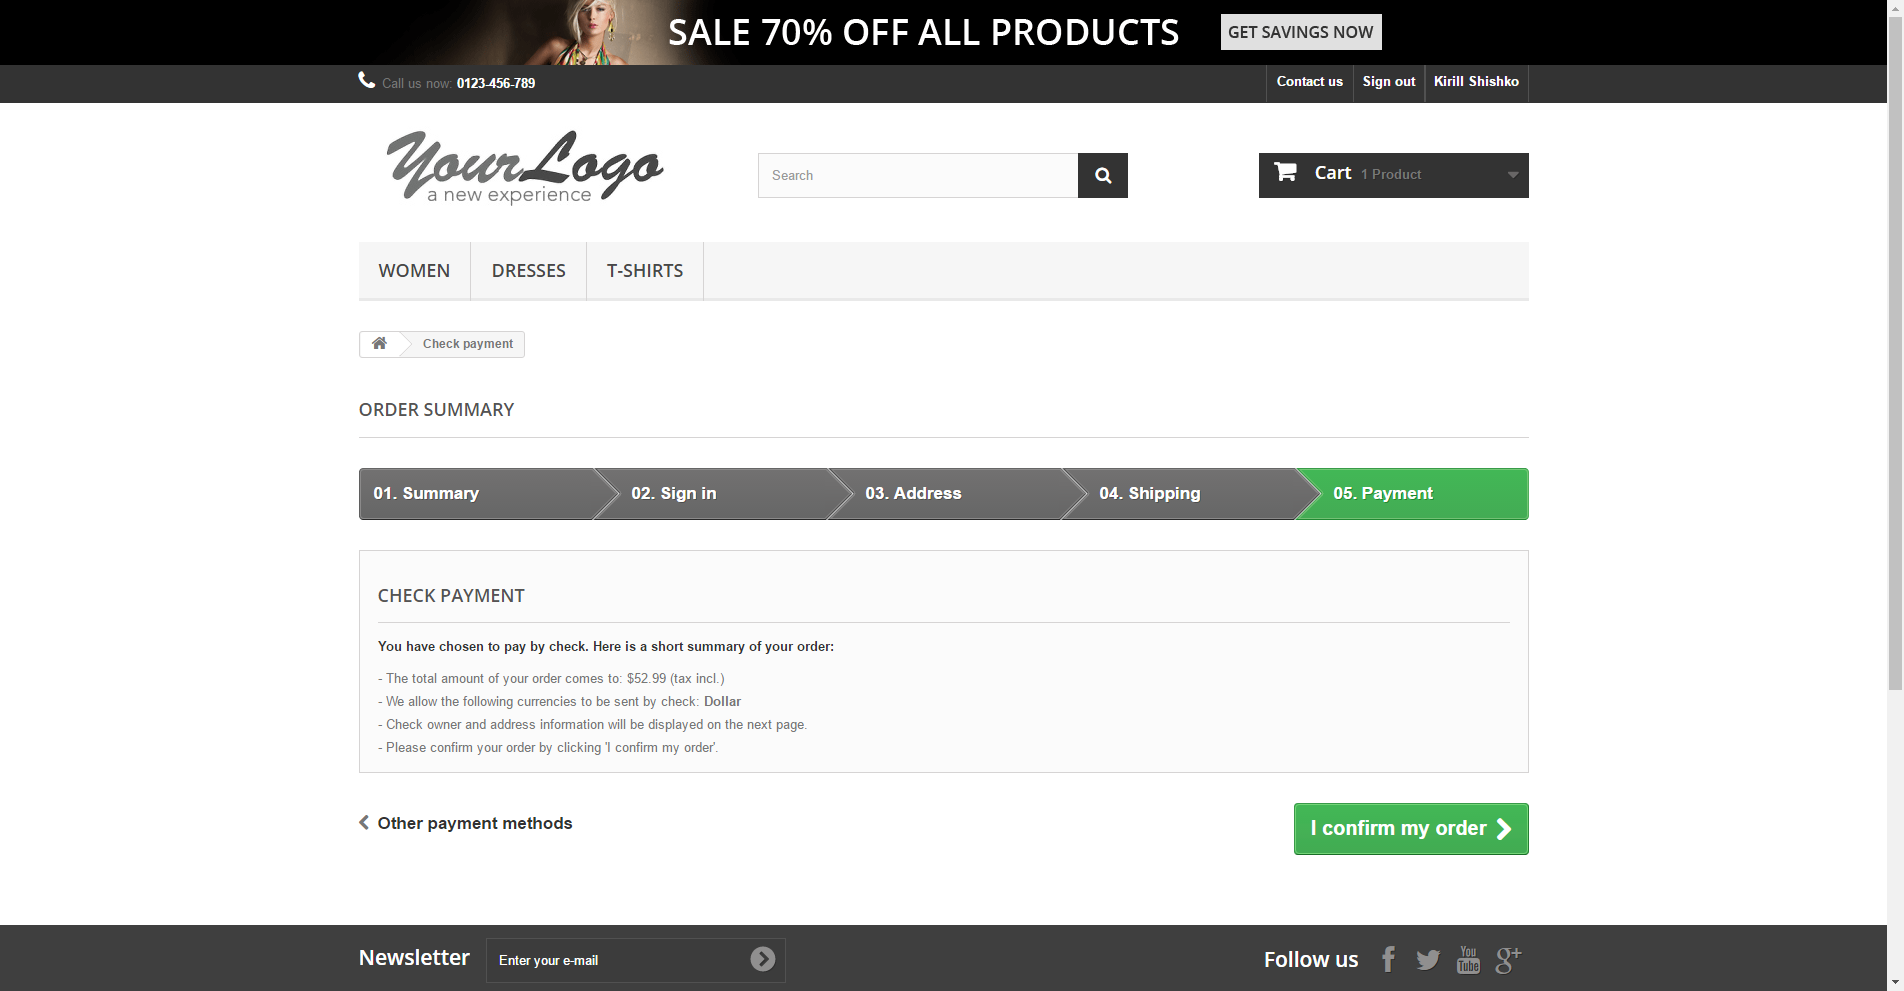 SALE 70% OFF ALL PRODUCTS GET SAVINGS NOW
Call us now: 0123-456-789 Contact us Sign out Kirill Shishko
YourLogo
a new experience
Search
Cart 1 Product
WOMEN DRESSES T-SHIRTS
Check payment
ORDER SUMMARY
01. Summary 02. Sign in 03. Address 04. Shipping 05. Payment
CHECK PAYMENT
You have chosen to pay by check. Here is a short summary of your order:
- The total amount of your order comes to: $52.99 (tax incl.)
- We allow the following currencies to be sent by check: Dollar
- Check owner and address information will be displayed on the next page.
- Please confirm your order by clicking 'I confirm my order'.
Other payment methods I confirm my order
Newsletter Enter your e-mail Follow us You Tube g+